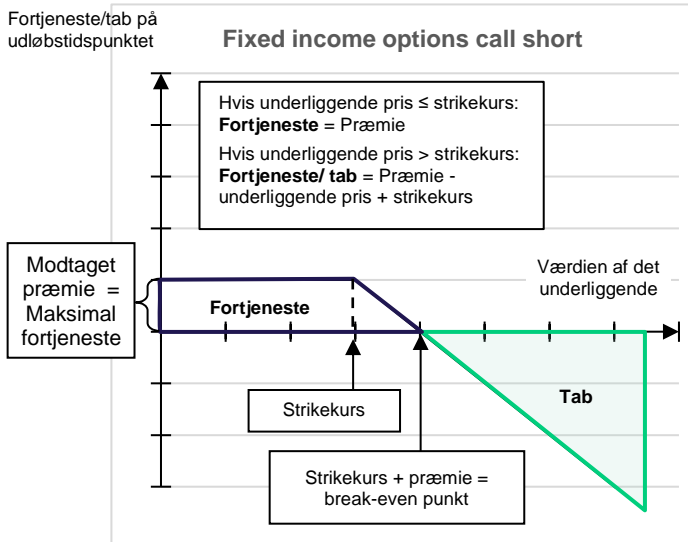 Fortjeneste/tab på
udløbstidspunktet
Fixed income options call short
Hvis underliggende pris ≤ strikekurs:
Fortjeneste = Præmie
Hvis underliggende pris > strikekurs:
Fortjeneste/ tab = Præmie -
underliggende pris + strikekurs
Modtaget
præmie =
Maksimal
fortjeneste
Fortjeneste
Værdien af det
underliggende
Strikekurs
Tab
Strikekurs + præmie =
break-even punkt